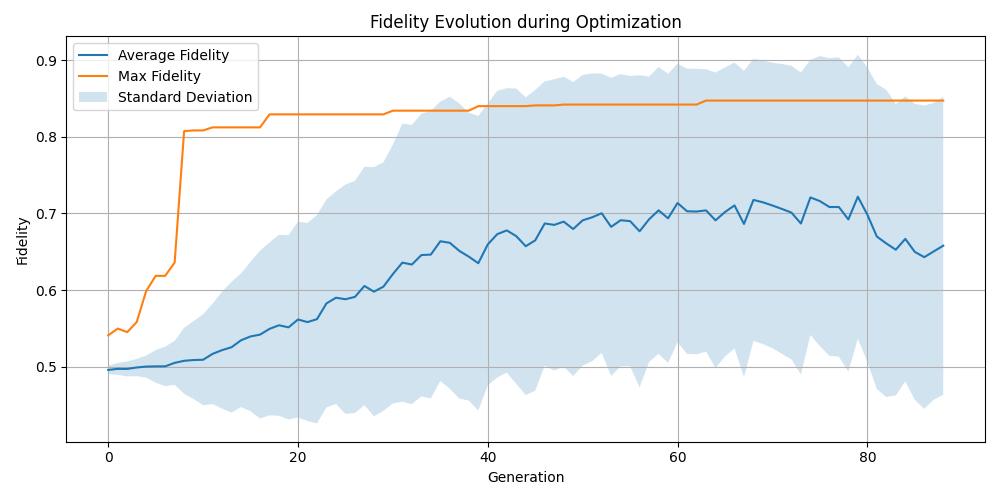 Fidelity Evolution during Optimization
Average Fidelity
Max Fidelity
Standard Deviation
Fidelity
0.9
0.8
0.7
0.6
0.5
0 20 40 60 80
Generation